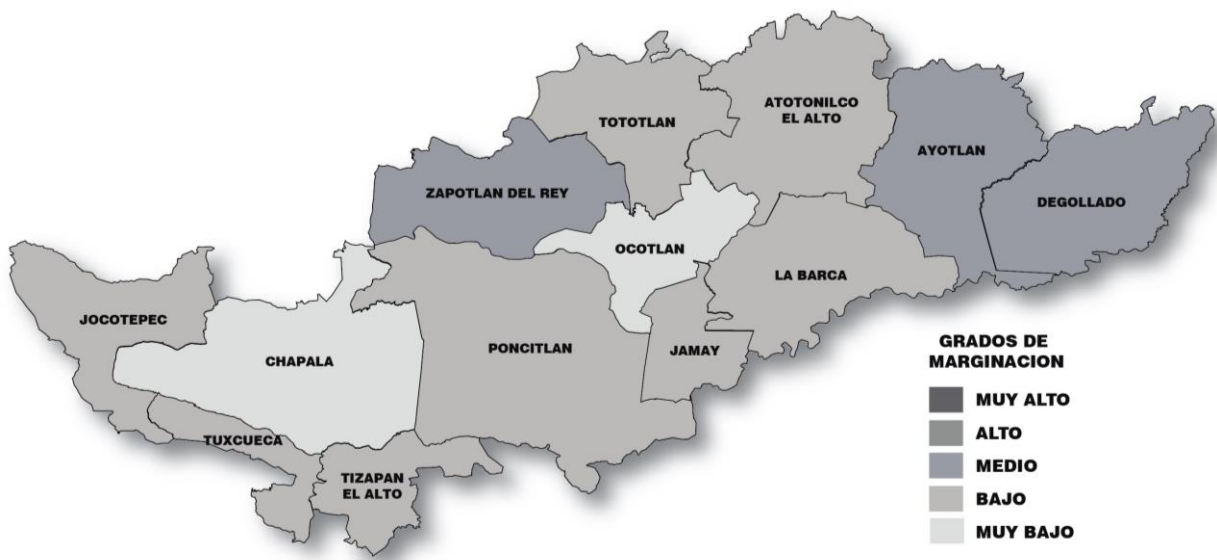 TOTOTLAN
ATOTONILCO
EL ALTO
AYOTLAN
ZAPOTLAN DEL REY
DEGOLLADO
OCOTLAN
LA BARCA
JOCOTEPEC
CHAPALA
PONCITLAN
JAMAY
TUXCUECA
TIZAPAN
EL ALTO
GRADOS DE
MARGINACION
MUY ALTO
ALTO
MEDIO
BAJO
MUY BAJO